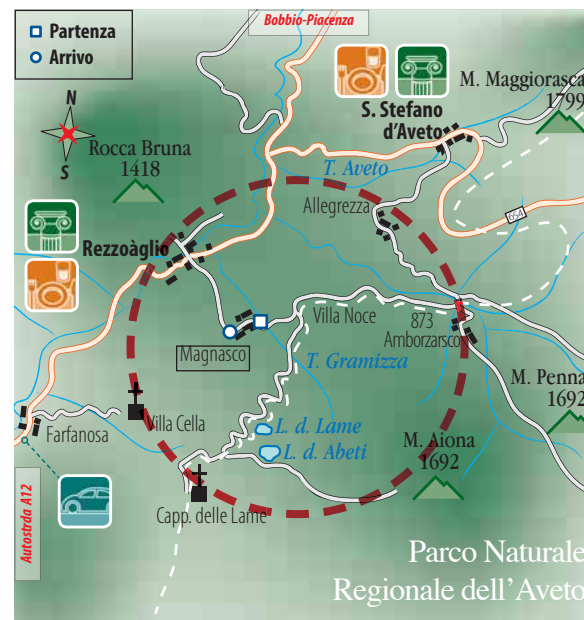 Partenza
Arrivo
Bobbio-Piacenza
N
S
Rocca Bruna
1418
S. Stefano
d'Aveto
M. Maggiorasca
1799
T. Aveto
Allegrezza
654
Rezzoàglio
Villa Noce
873
Amborzarsco
Magnasco
T. Gramizza
M. Penna
1692
Farfanosa
Villa Cella
L. d. Lame
L. d. Abeti
M. Aiona
1692
Capp. delle Lame
Autostrda A12
Parco Naturale
Regionale dell'Aveto